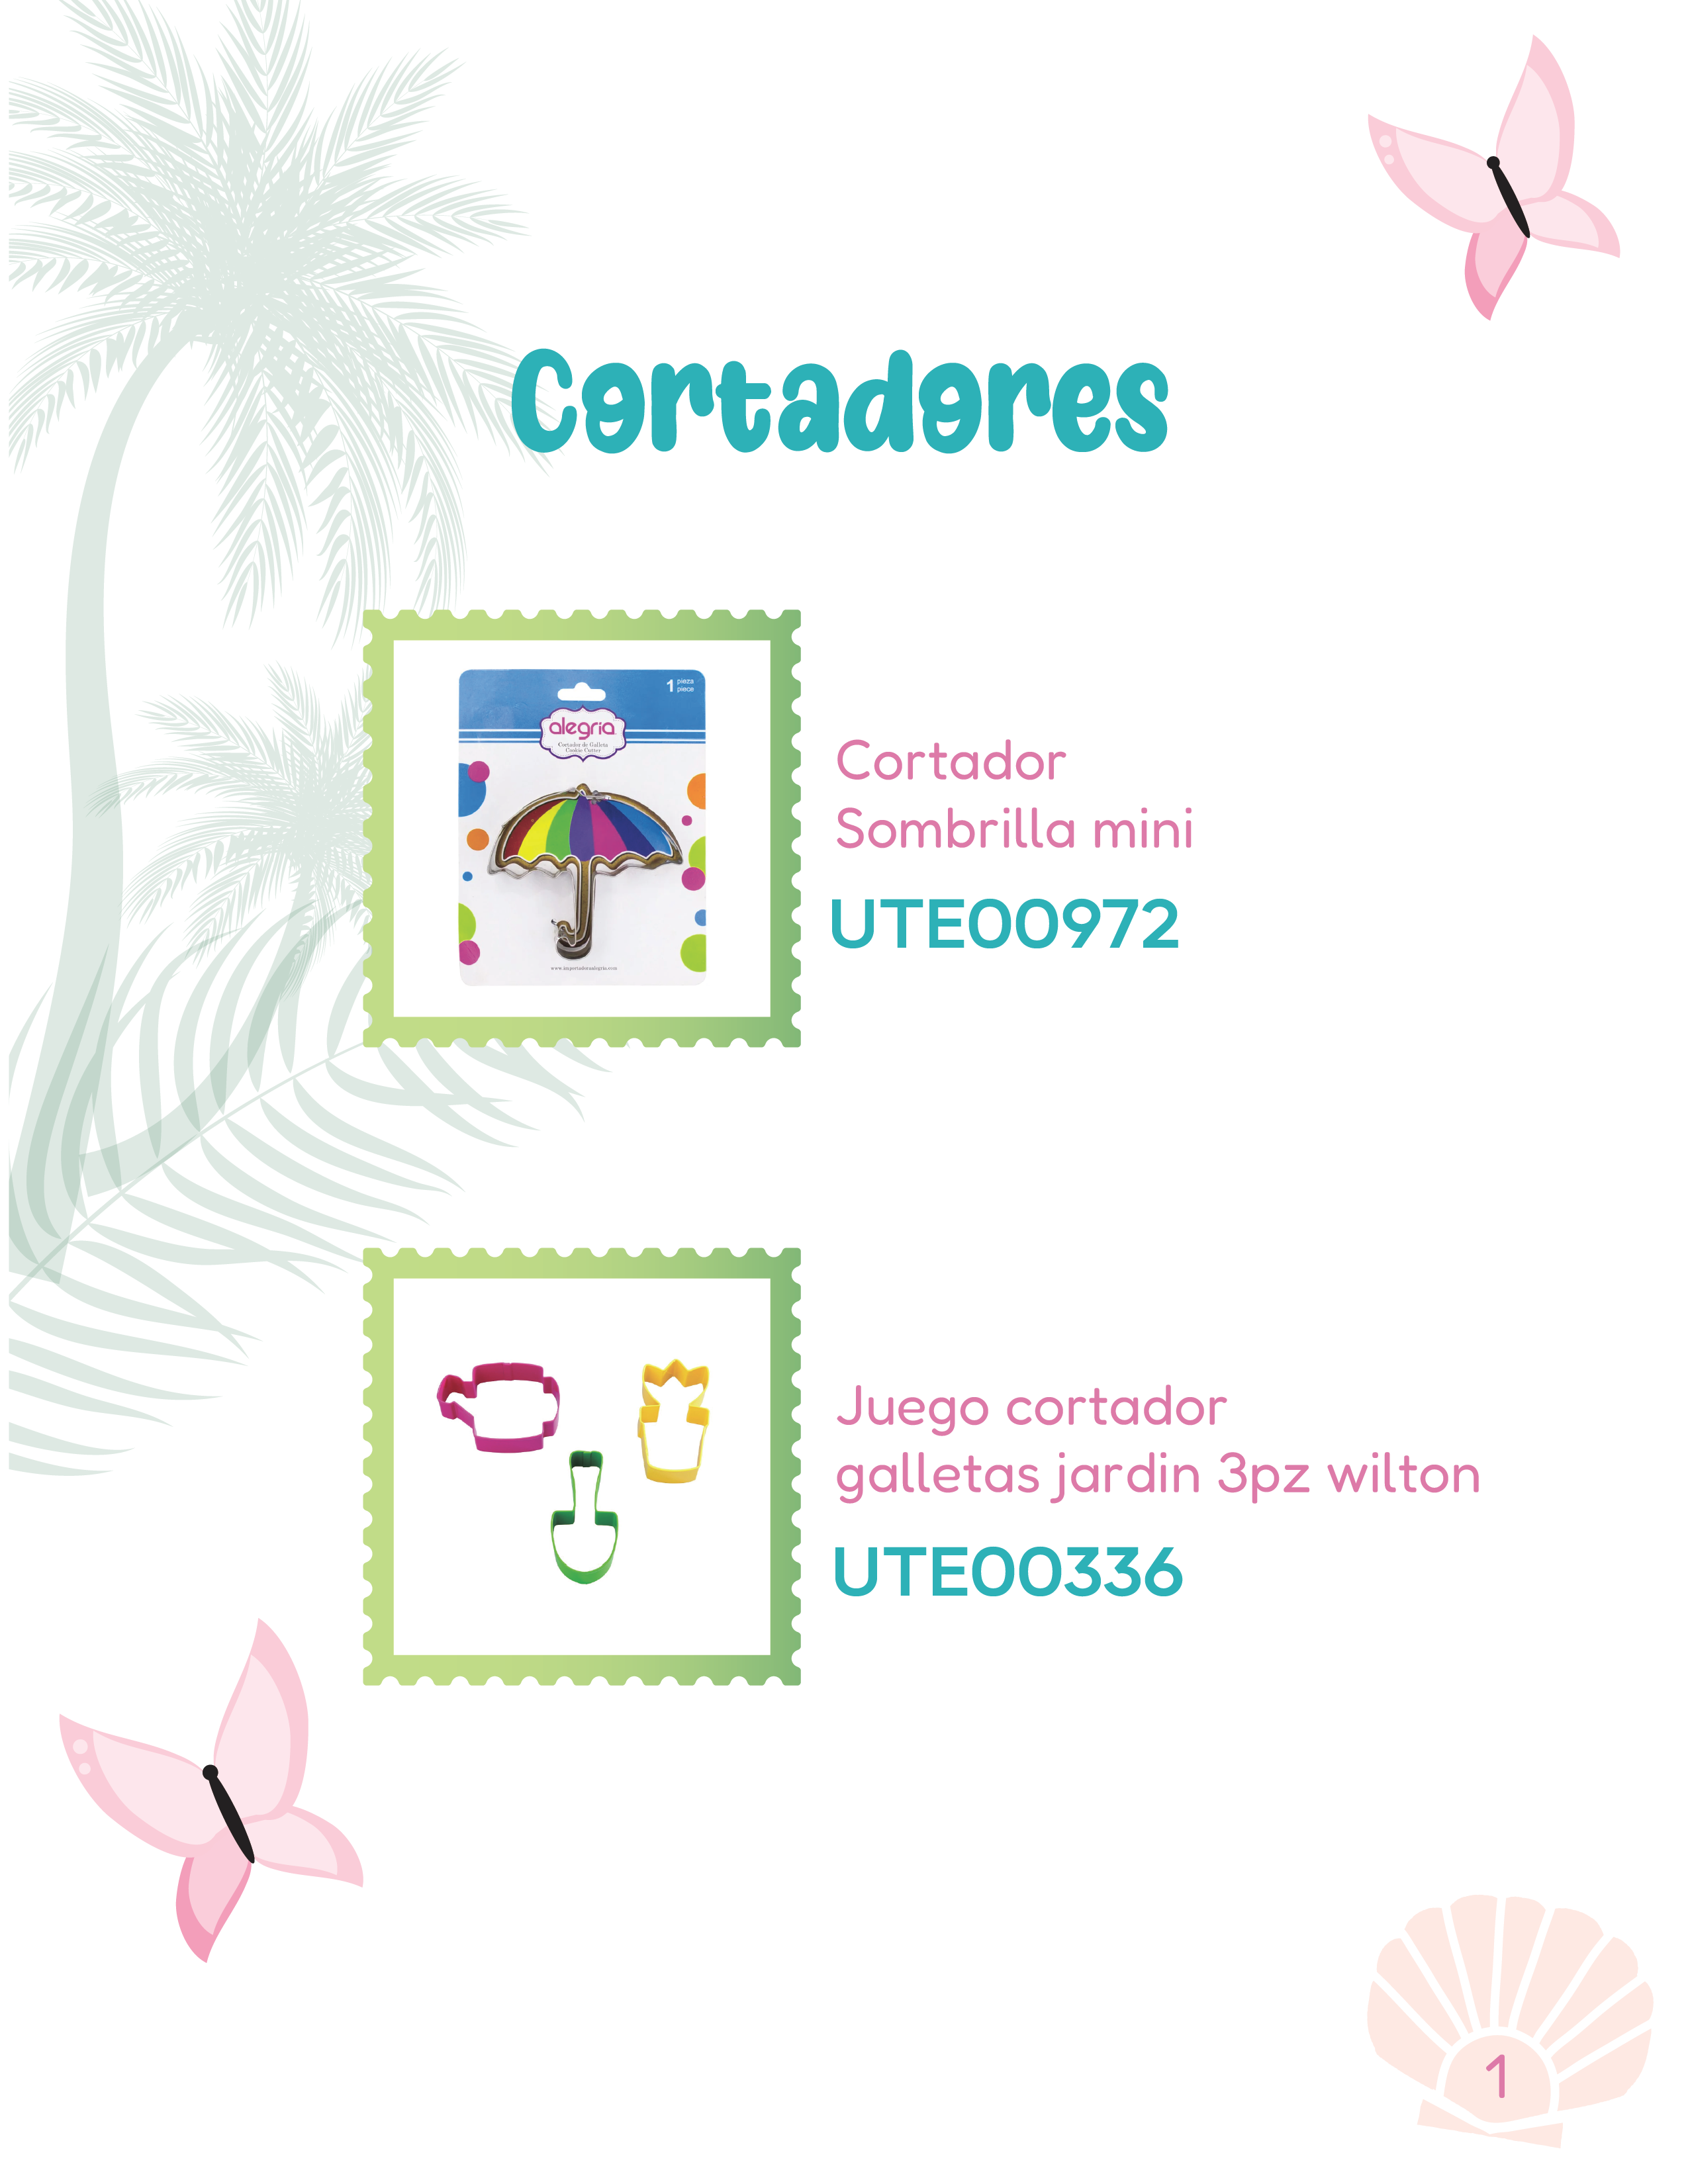 Cortadores
1 pieza
piece
alegria
Cortador de Galleta
Cookie Cutter
www.importadoraalegria.com
Cortador
Sombrilla mini
UTE00972
Juego cortador
galletas jardin 3pz wilton
UTE00336
1